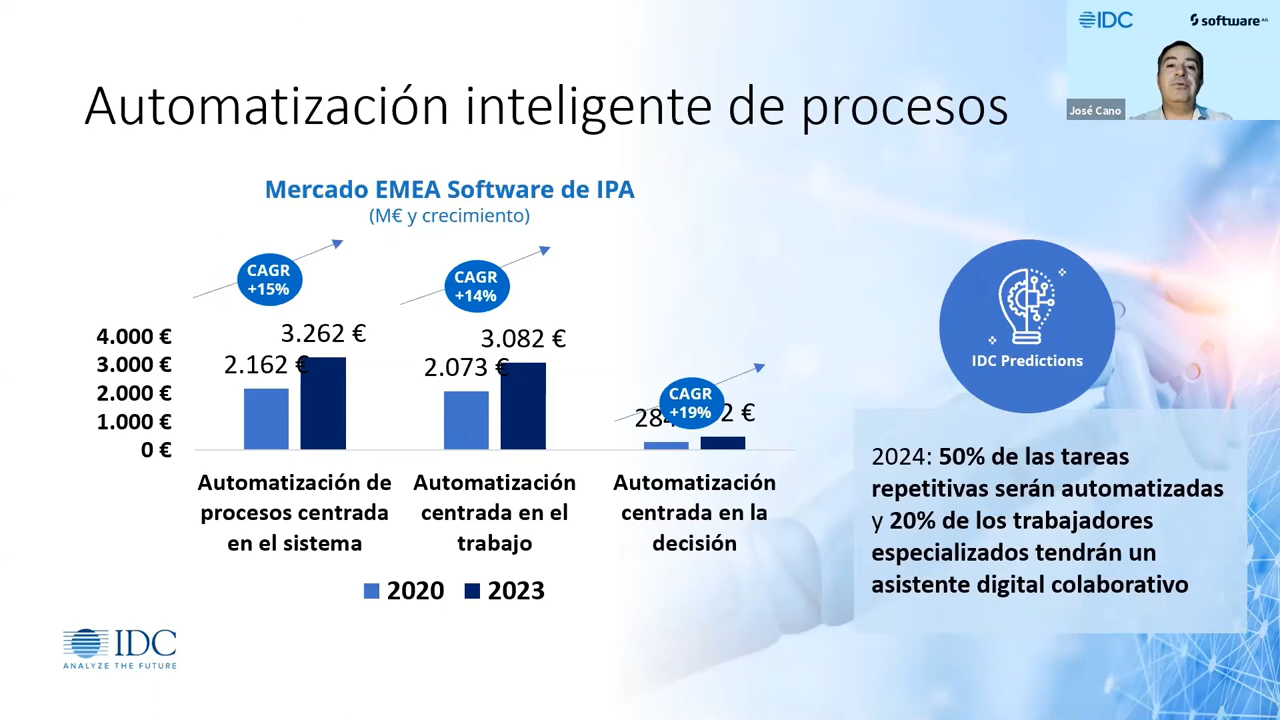 IDC
software AG
José Cano
Automatización inteligente de procesos
Mercado EMEA Software de IPA
(M€ y crecimiento)
CAGR
+15%
CAGR
+14%
CAGR
+19%
4.000 €
3.000 €
2.000 €
1.000 €
0 €
2.162 €
3.262 €
2.073 €
3.082 €
Automatización de
procesos centrada
en el sistema
Automatización
centrada en el
trabajo
Automatización
centrada en la
decisión
2020 2023
IDC Predictions
2024: 50% de las tareas
repetitivas serán automatizadas
y 20% de los trabajadores
especializados tendrán un
asistente digital colaborativo
IDC
ANALYZE THE FUTURE